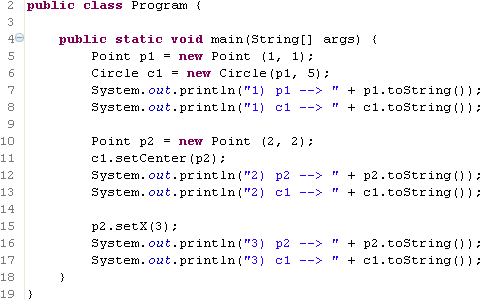 2 public class Program {
3
4 public static void main(String[] args) {
5 Point p1 = new Point (1, 1);
6 Circle c1 = new Circle(p1, 5);
7 System.out.println("1) p1 --> " + p1.toString());
8 System.out.println("1) c1 --> " + c1.toString());
9
10 Point p2 = new Point (2, 2);
11 c1.setCenter(p2);
12 System.out.println("2) p2 --> " + p2.toString());
13 System.out.println("2) c1 --> " + c1.toString());
14
15 p2.setX(3);
16 System.out.println("3) p2 --> " + p2.toString());
17 System.out.println("3) c1 --> " + c1.toString());
18 }
19 }